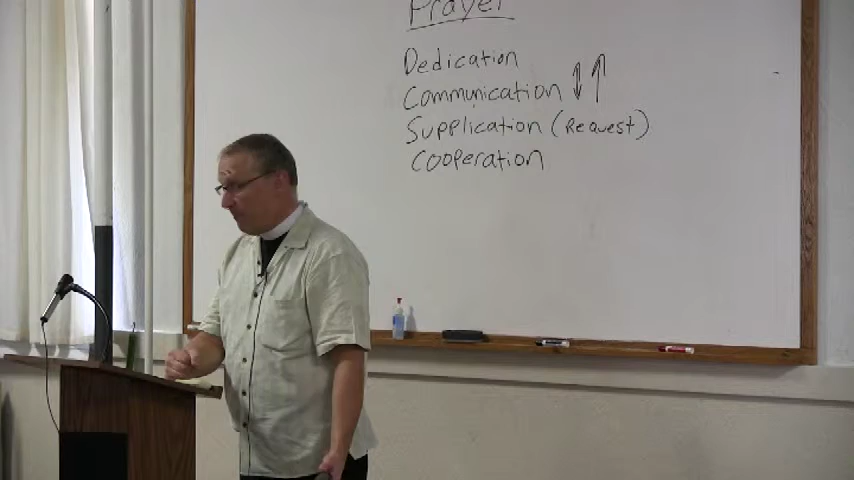 Prayer
Dedication
Communication ↕ ↑
Supplication (Request)
Cooperation